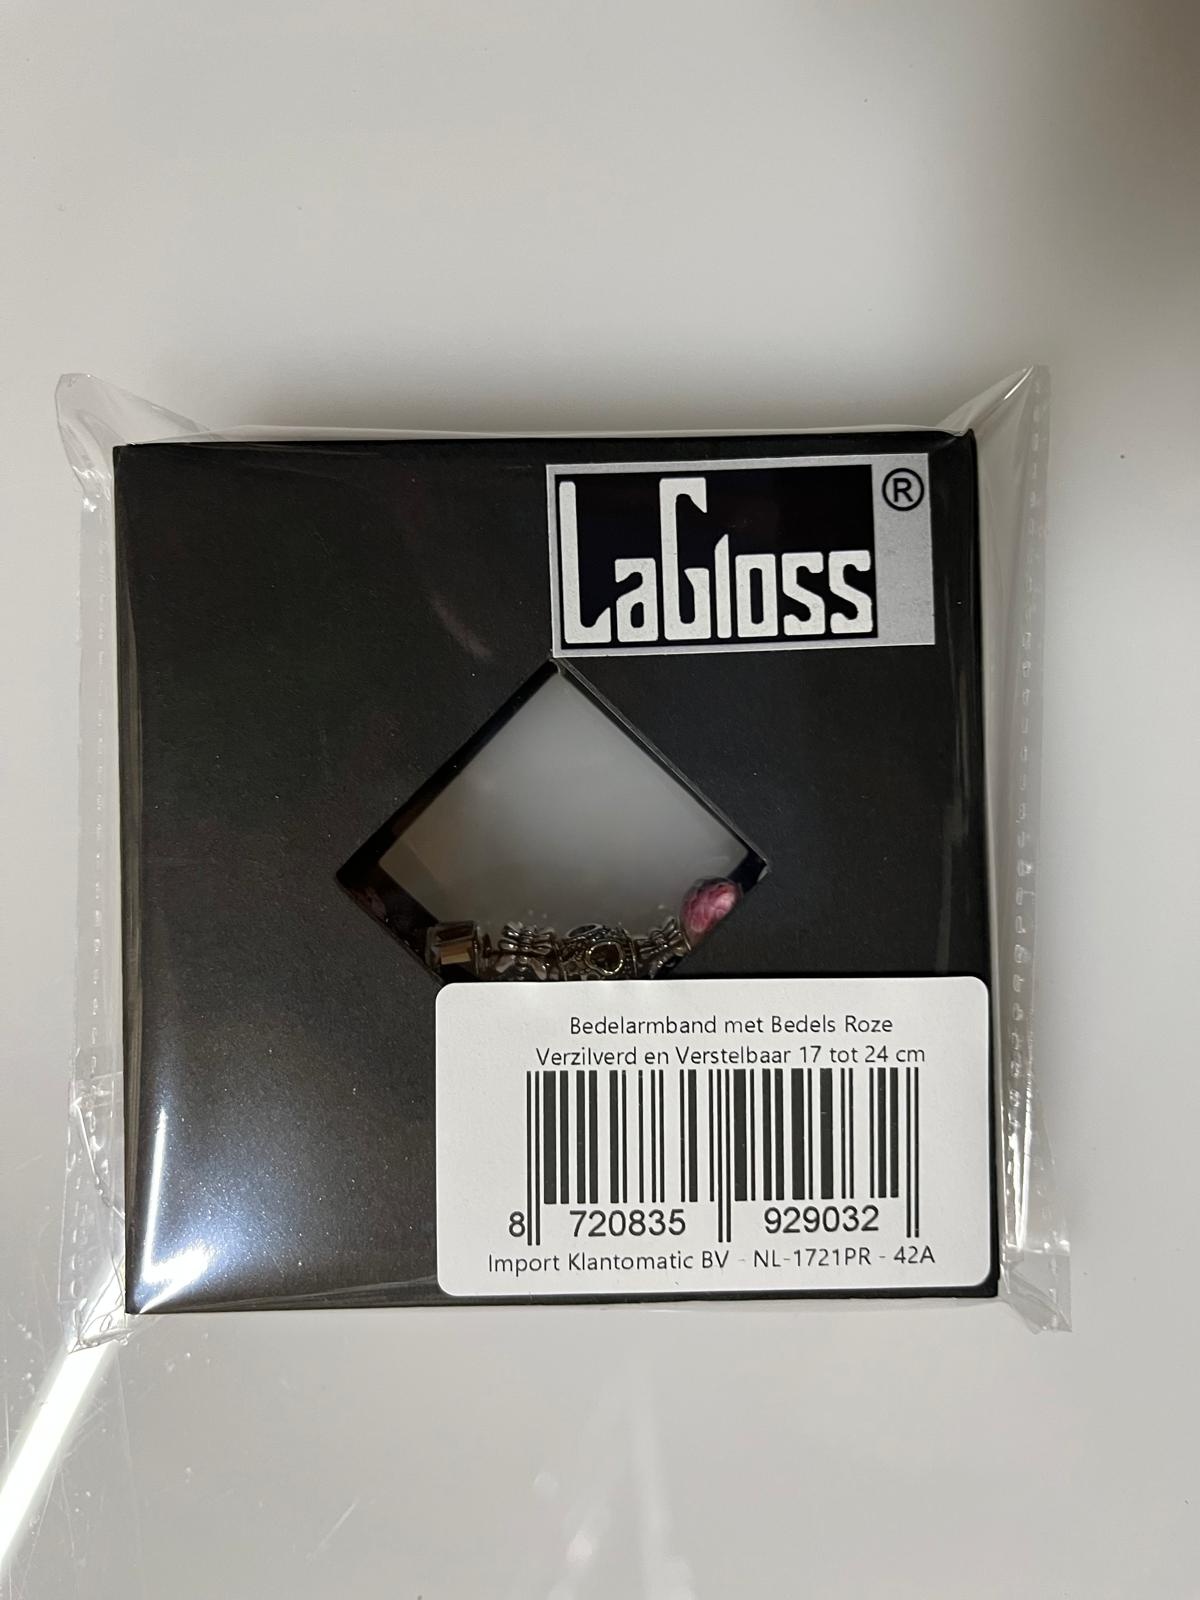 LaGloss ®
Bedelarmband met Bedels Roze
Verzilverd en Verstelbaar 17 tot 24 cm
8 720835 929032
Import Klantomatic BV - NL-1721PR - 42A